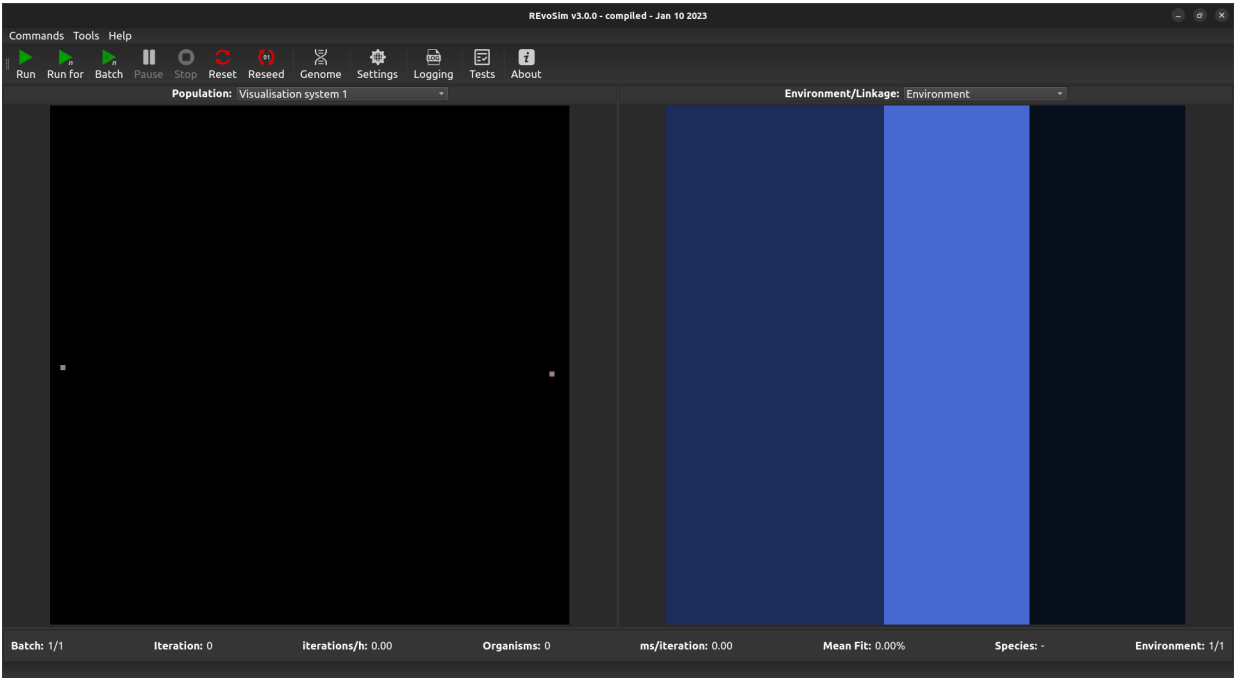 REvoSim v3.0.0 - compiled - Jan 10 2023
Commands Tools Help
Run Run for Batch Pause Stop Reset Reseed Genome Settings Logging Tests About
Population: Visualisation system 1 Environment/Linkage: Environment
Batch: 1/1 Iteration: 0 iterations/h: 0.00 Organisms: 0 ms/iteration: 0.00 Mean Fit: 0.00% Species: - Environment: 1/1